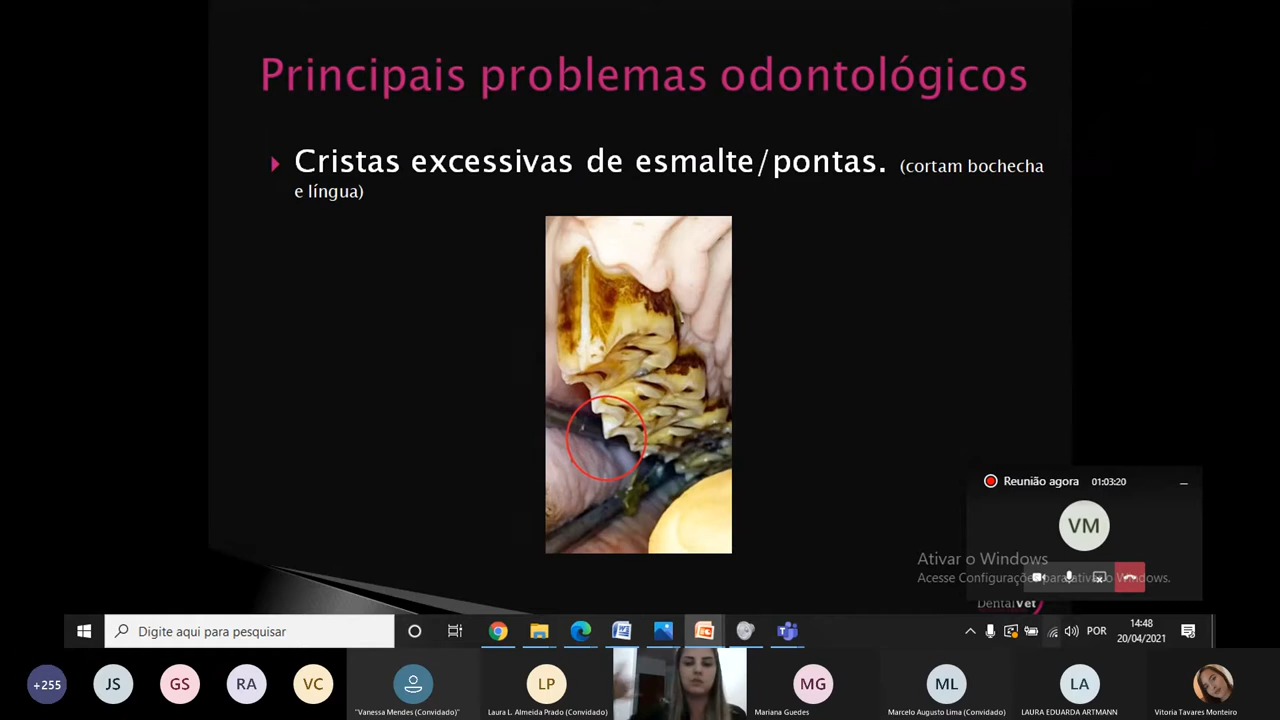 Principais problemas odontológicos
Cristas excessivas de esmalte/pontas. (cortam bochecha
e língua)
Reunião agora 01:03:20
VM
Ativar o Windows
Acesse Configurações para ativar o Windows.
DentalVet
Digite aqui para pesquisar
POR
14:48
20/04/2021
+255
JS
GS
RA
VC
LP
MG
ML
LA
"Vanessa Mendes (Convidado)"
Laura L. Almeida Prado (Convidado)
Mariana Guedes
Marcelo Augusto Lima (Convidado)
LAURA EDUARDA ARTMANN
Vitoria Tavares Monteiro